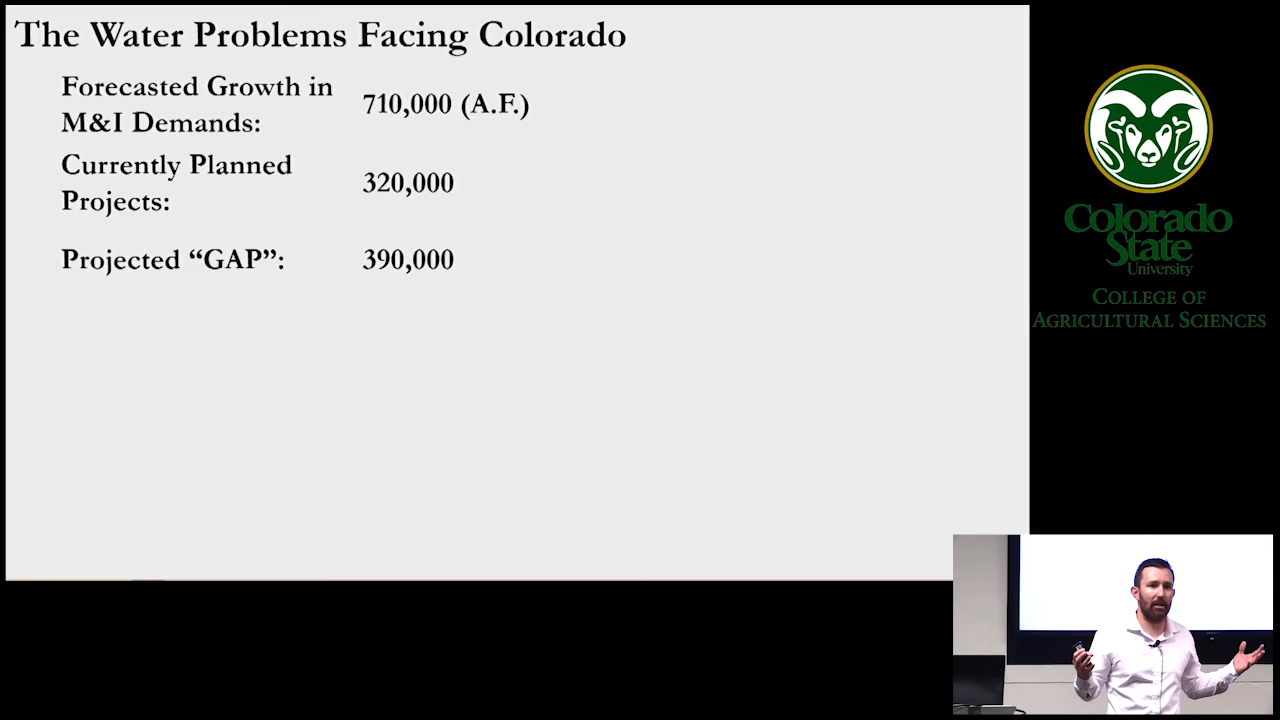 The Water Problems Facing Colorado
Forecasted Growth in
M&I Demands:
710,000 (A.F.)
Currently Planned
Projects:
320,000
Projected “GAP”:
390,000
Colorado
State
University
COLLEGE OF
AGRICULTURAL SCIENCES